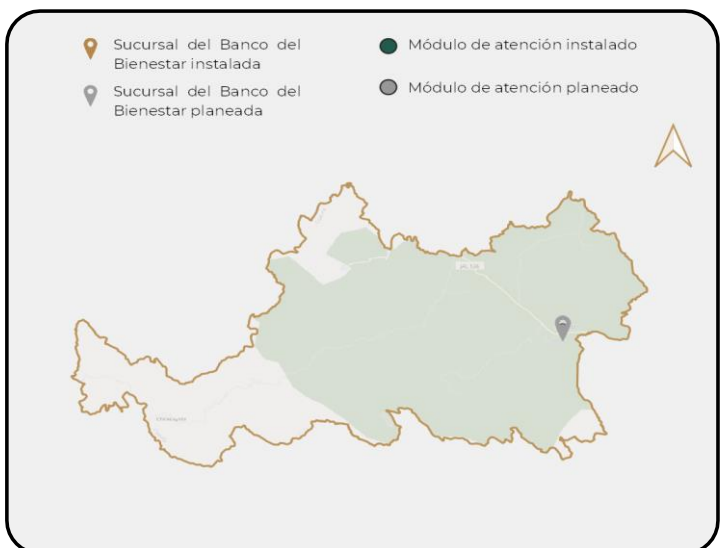 Sucursal del Banco del
Bienestar instalada
Sucursal del Banco del
Bienestar planeada
Módulo de atención instalado
Módulo de atención planeado